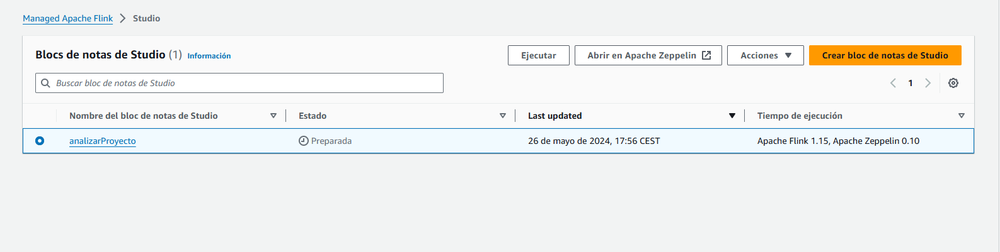 Managed Apache Flink > Studio
Blocs de notas de Studio (1) Información
Ejecutar Abrir en Apache Zeppelin Acciones Crear bloc de notas de Studio
Buscar bloc de notas de Studio 1
Nombre del bloc de notas de Studio Estado Last updated Tiempo de ejecución
analizarProyecto Preparada 26 de mayo de 2024, 17:56 CEST Apache Flink 1.15, Apache Zeppelin 0.10